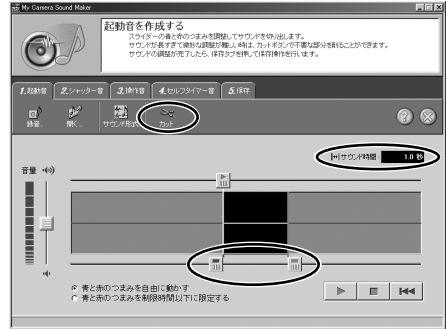 My Camera Sound Maker
起動音を作成する
スライダーの青と赤のつまみを調整してサウンドを切り出します。
サウンドが長すぎて微妙な調整が難しい時は、カットボタンで不要な部分を削ることができます。
サウンドの調整が完了したら、保存タブを押して保存操作を行います。
1.起動音 2.シャッター音 3.操作音 4.セルフタイマー音 5.保存
録音... 開く... サウンド形式 カット
サウンド時間 1.0 秒
音量
青と赤のつまみを自由に動かす
青と赤のつまみを制限時間以下に限定する